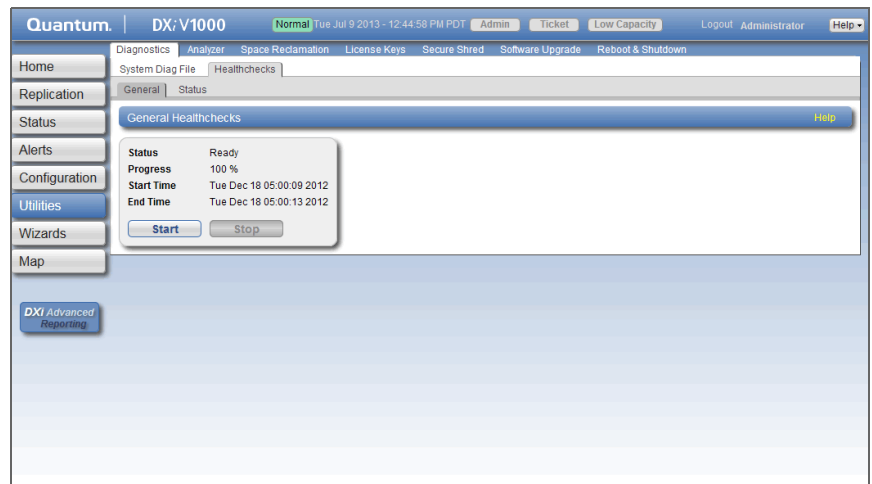 Quantum. DXi V1000 Normal Tue Jul 9 2013 - 12:44:58 PM PDT Admin Ticket Low Capacity Logout Administrator Help
Diagnostics Analyzer Space Reclamation License Keys Secure Shred Software Upgrade Reboot & Shutdown
System Diag File Healthchecks
General Status
Home
Replication
Status
Alerts
Configuration
Utilities
Wizards
Map
DXi Advanced
Reporting
General Healthchecks Help
Status Ready
Progress 100 %
Start Time Tue Dec 18 05:00:09 2012
End Time Tue Dec 18 05:00:13 2012
Start Stop